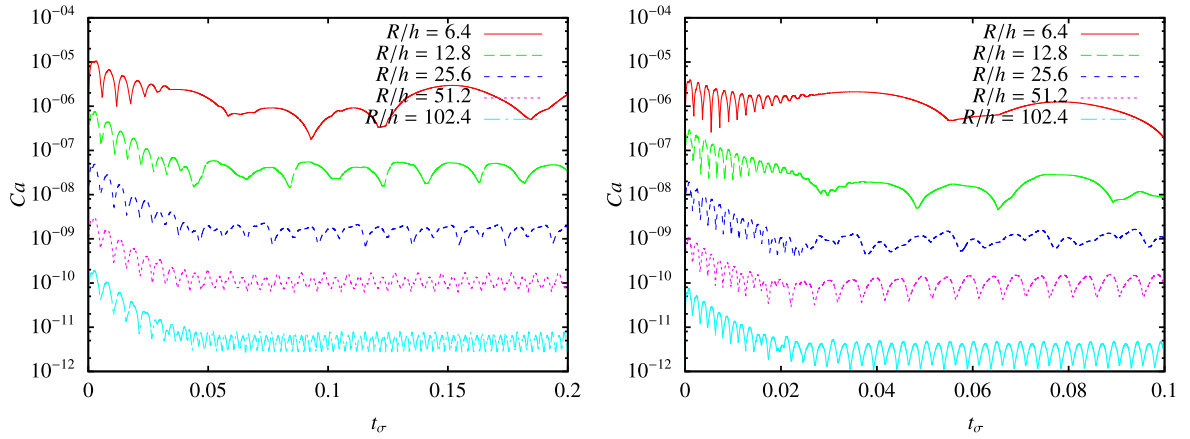 10⁻⁰⁴
10⁻⁰⁵
10⁻⁰⁶
10⁻⁰⁷
10⁻⁰⁸
10⁻⁰⁹
10⁻¹⁰
10⁻¹¹
10⁻¹²
Ca
R/h = 6.4
R/h = 12.8
R/h = 25.6
R/h = 51.2
R/h = 102.4
0 0.05 0.1 0.15 0.2
t_σ
10⁻⁰⁴
10⁻⁰⁵
10⁻⁰⁶
10⁻⁰⁷
10⁻⁰⁸
10⁻⁰⁹
10⁻¹⁰
10⁻¹¹
10⁻¹²
Ca
R/h = 6.4
R/h = 12.8
R/h = 25.6
R/h = 51.2
R/h = 102.4
0 0.02 0.04 0.06 0.08 0.1
t_σ